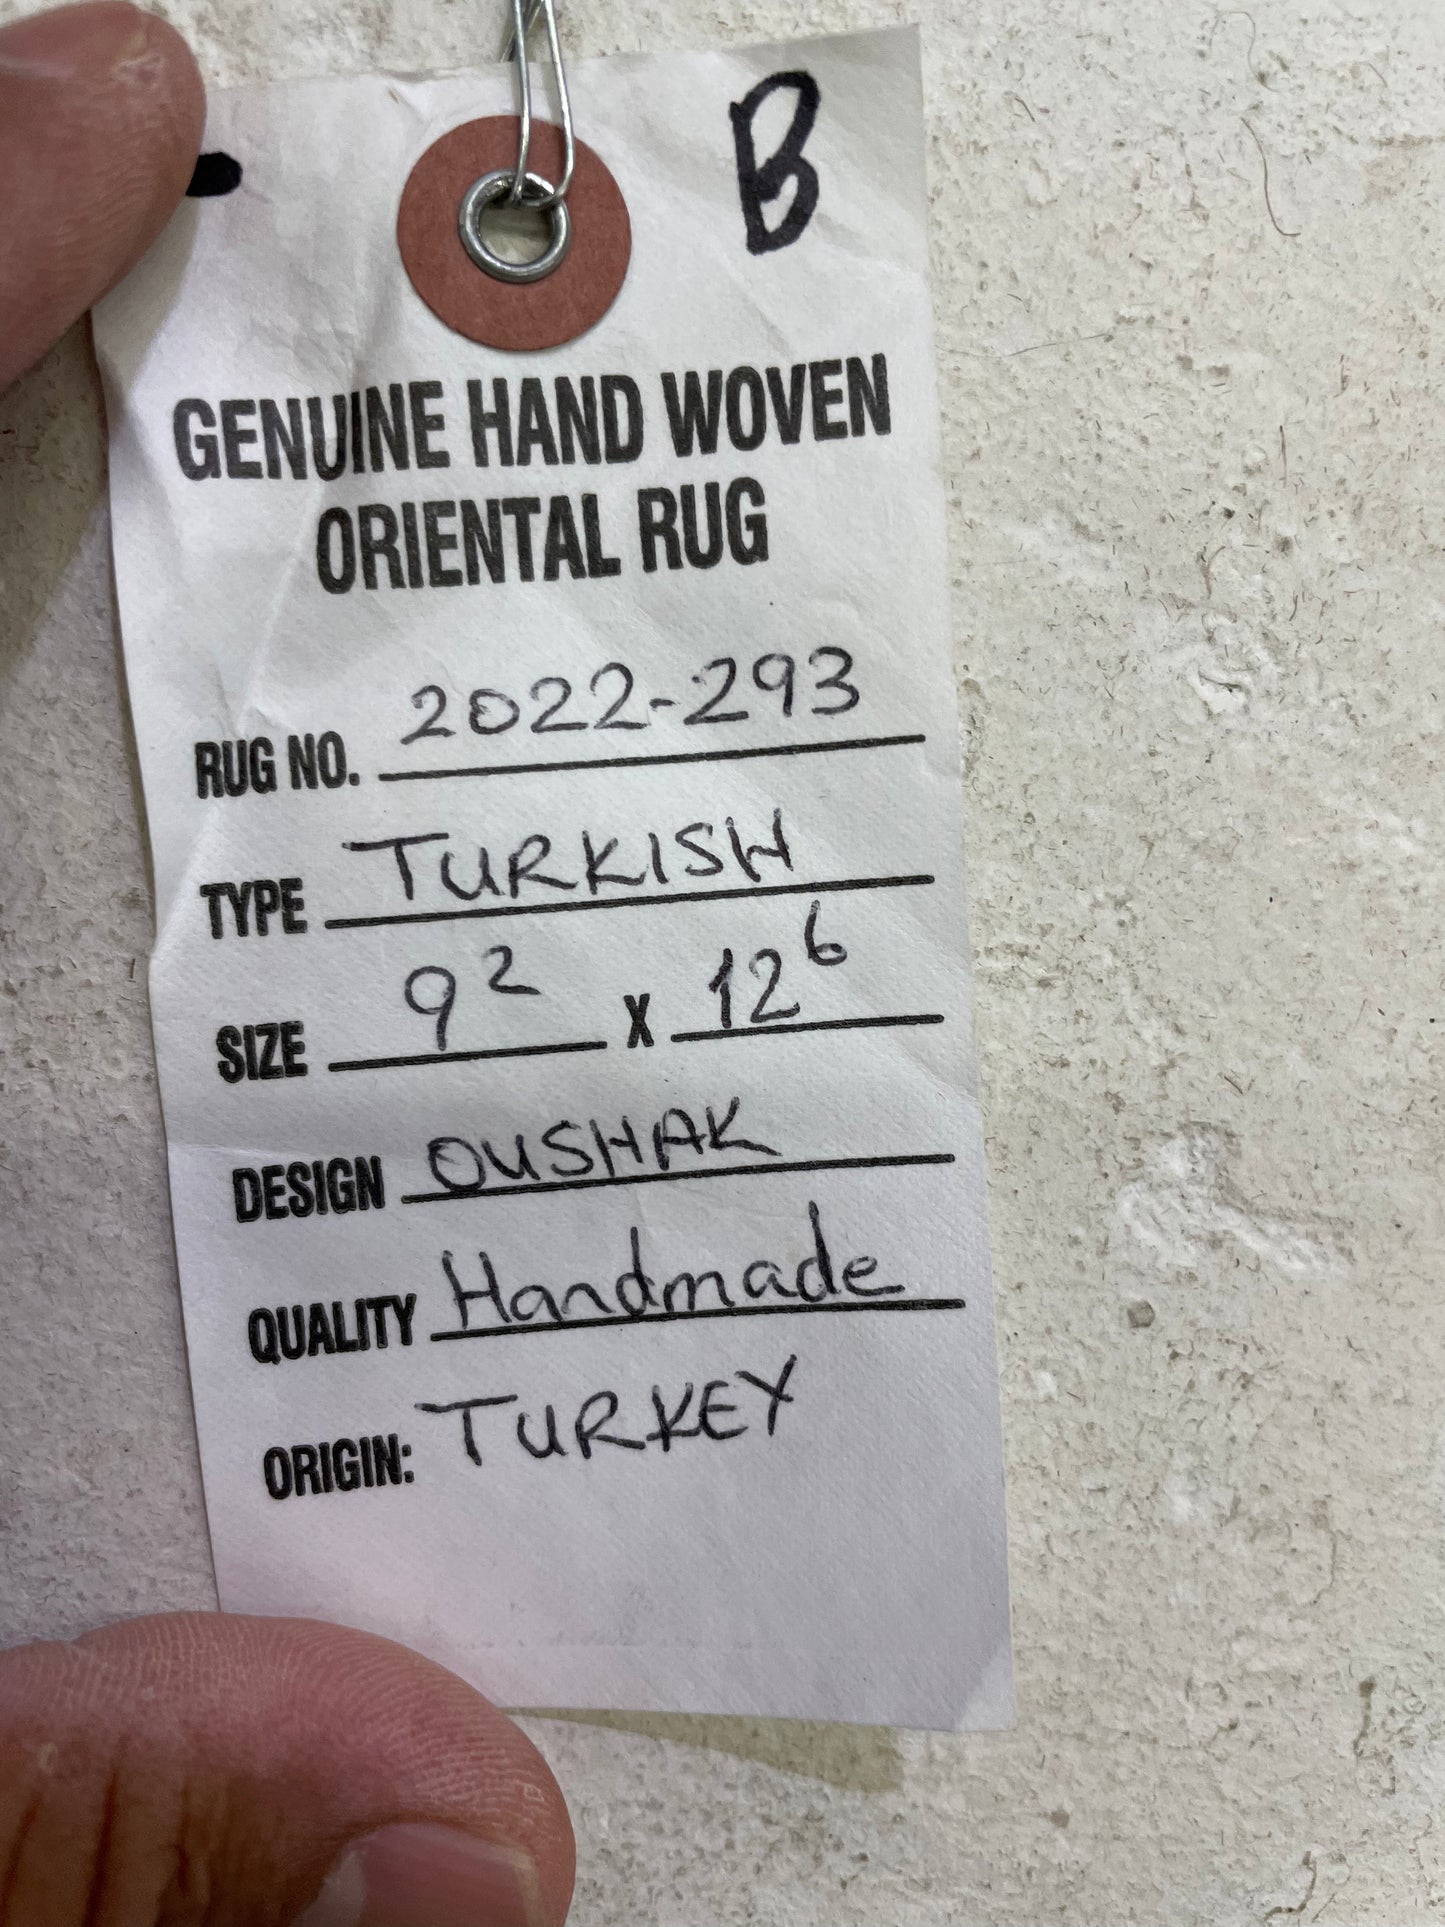 B
GENUINE HAND WOVEN
ORIENTAL RUG
RUG NO. 2022-293
TYPE TURKISH
SIZE 9² X 12⁶
DESIGN OUSHAK
QUALITY Handmade
ORIGIN: TURKEY